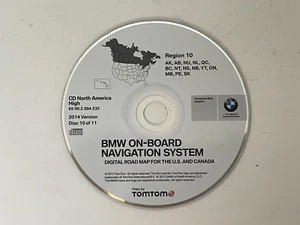 Region 10
AK, AB, NU, NL, QC,
BC, NT, NS, NB, YT, ON,
MB, PE, SK
CD North America
High
65 90 2 284 232
2014 Version
Disc 10 of 11
BMW ON-BOARD
NAVIGATION SYSTEM
DIGITAL ROAD MAP FOR THE U.S. AND CANADA
Maps by
TOMTOM